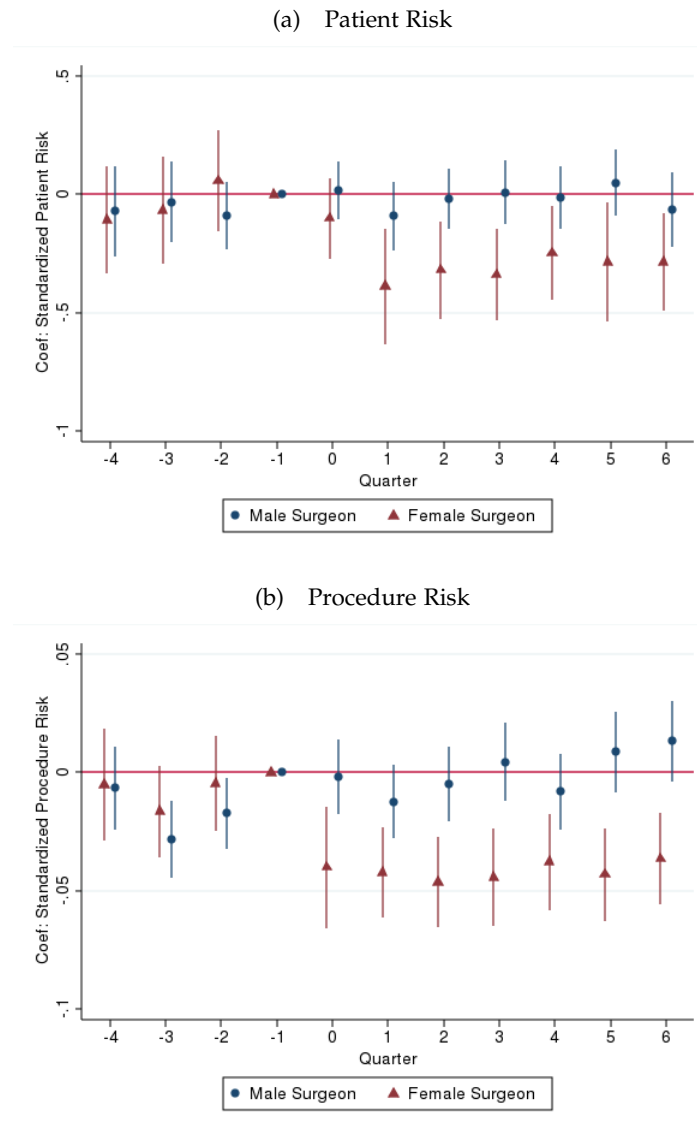 (a) Patient Risk
Coef: Standardized Patient Risk
.5
0
-.5
-1
-4 -3 -2 -1 0 1 2 3 4 5 6
Quarter
Male Surgeon Female Surgeon
(b) Procedure Risk
Coef: Standardized Procedure Risk
.05
0
-.05
-.1
-4 -3 -2 -1 0 1 2 3 4 5 6
Quarter
Male Surgeon Female Surgeon